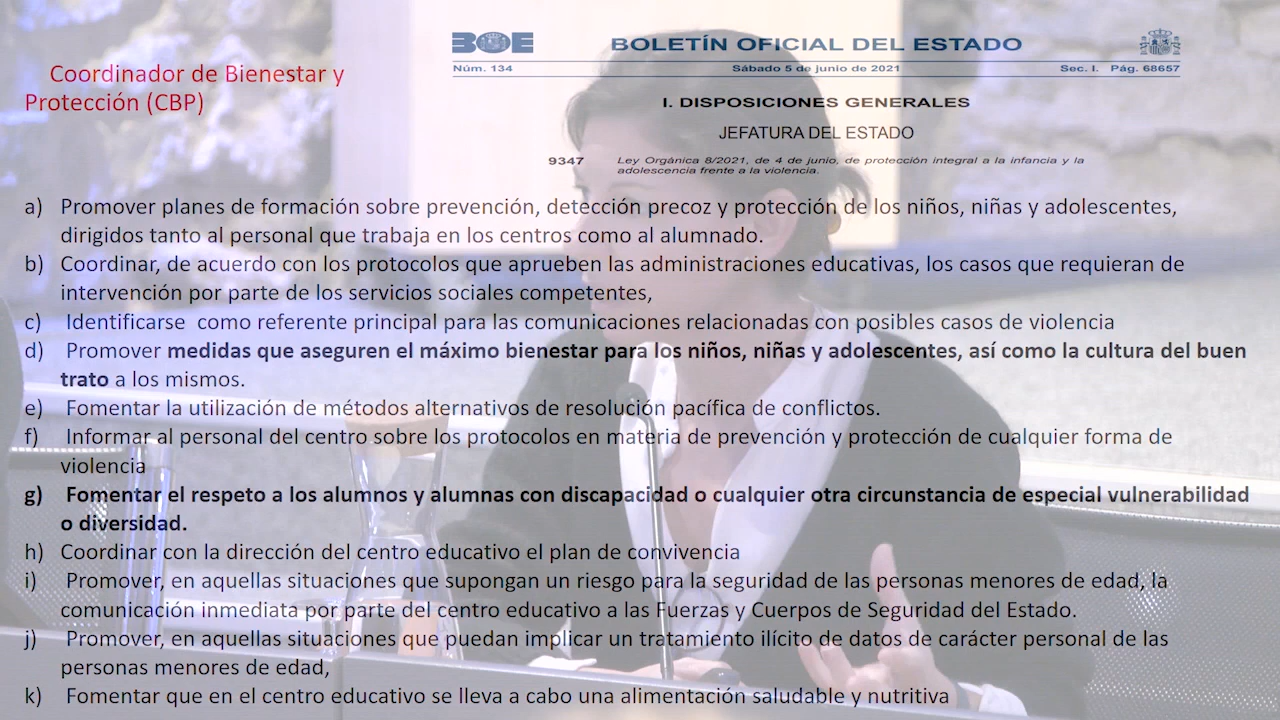 BOE
BOLETÍN OFICIAL DEL ESTADO
Núm. 134 Sábado 5 de junio de 2021 Sec. I. Pág. 68657
Coordinador de Bienestar y
Protección (CBP)
I. DISPOSICIONES GENERALES
JEFATURA DEL ESTADO
9347 Ley Orgánica 8/2021, de 4 de junio, de protección integral a la infancia y la
adolescencia frente a la violencia.
a) Promover planes de formación sobre prevención, detección precoz y protección de los niños, niñas y adolescentes,
dirigidos tanto al personal que trabaja en los centros como al alumnado.
b) Coordinar, de acuerdo con los protocolos que aprueben las administraciones educativas, los casos que requieran de
intervención por parte de los servicios sociales competentes,
c) Identificarse como referente principal para las comunicaciones relacionadas con posibles casos de violencia
d) Promover medidas que aseguren el máximo bienestar para los niños, niñas y adolescentes, así como la cultura del buen
trato a los mismos.
e) Fomentar la utilización de métodos alternativos de resolución pacífica de conflictos.
f) Informar al personal del centro sobre los protocolos en materia de prevención y protección de cualquier forma de
violencia
g) Fomentar el respeto a los alumnos y alumnas con discapacidad o cualquier otra circunstancia de especial vulnerabilidad
o diversidad.
h) Coordinar con la dirección del centro educativo el plan de convivencia
i) Promover, en aquellas situaciones que supongan un riesgo para la seguridad de las personas menores de edad, la
comunicación inmediata por parte del centro educativo a las Fuerzas y Cuerpos de Seguridad del Estado.
j) Promover, en aquellas situaciones que puedan implicar un tratamiento ilícito de datos de carácter personal de las
personas menores de edad,
k) Fomentar que en el centro educativo se lleva a cabo una alimentación saludable y nutritiva